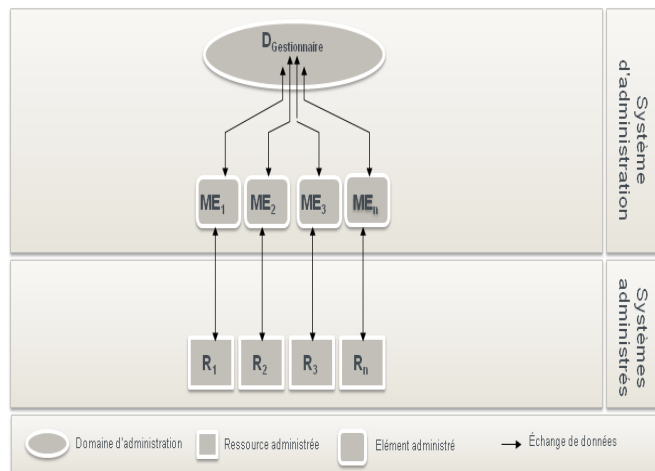 D Gestionnaire
Système
d'administration
ME1 ME2 ME3 MEn
Systèmes
administrés
R1 R2 R3 Rn
Domaine d'administration
Ressource administrée
Elément administré
Échange de données